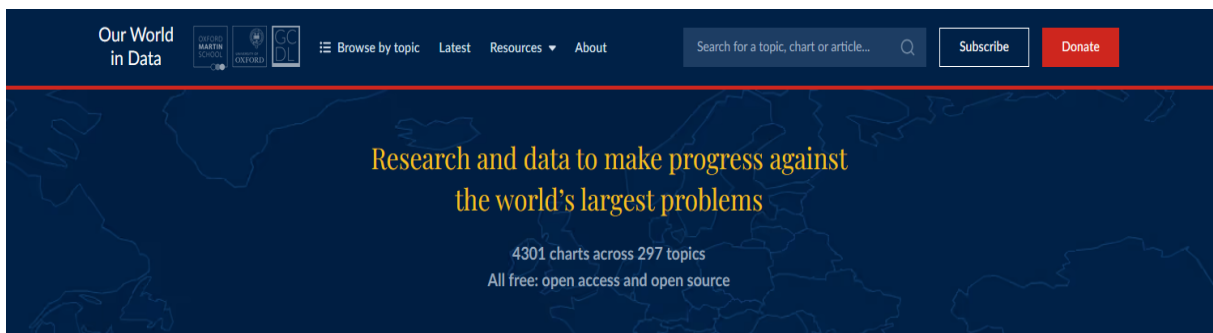 Our World
in Data
OXFORD
MARTIN
SCHOOL
UNIVERSITY OF
OXFORD
GC
DL
Browse by topic
Latest
Resources
About
Search for a topic, chart or article...
Subscribe
Donate
Research and data to make progress against
the world's largest problems
4301 charts across 297 topics
All free: open access and open source